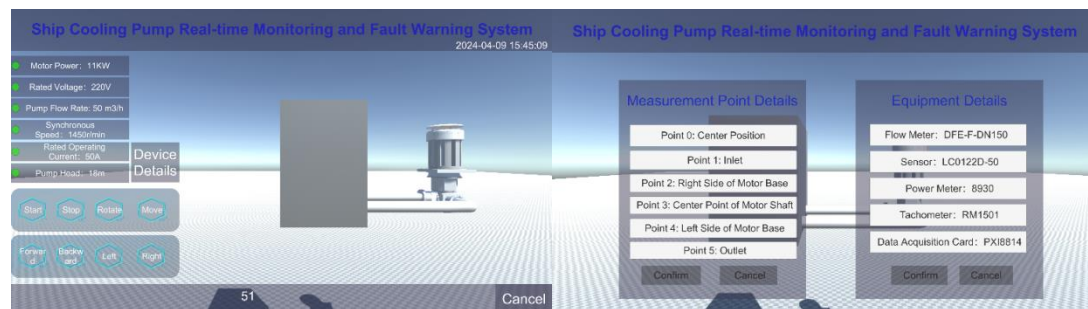 Ship Cooling Pump Real-time Monitoring and Fault Warning System
2024-04-09 15:45:09
Motor Power: 11KW
Rated Voltage: 220V
Pump Flow Rate: 50 m3/h
Synchronous
Speed: 1450r/min
Rated Operating
Current: 50A
Pump Head: 16m
Device
Details
Start Stop Rotate Move
Forwar
d
Backw
ard
Left Right
51
Cancel
Ship Cooling Pump Real-time Monitoring and Fault Warning System
Measurement Point Details
Point 0: Center Position
Point 1: Inlet
Point 2: Right Side of Motor Base
Point 3: Center Point of Motor Shaft
Point 4: Left Side of Motor Base
Point 5: Outlet
Confirm Cancel
Equipment Details
Flow Meter: DFE-F-DN150
Sensor: LC0122D-50
Power Meter: 8930
Tachometer: RM1501
Data Acquisition Card: PXI8814
Confirm Cancel